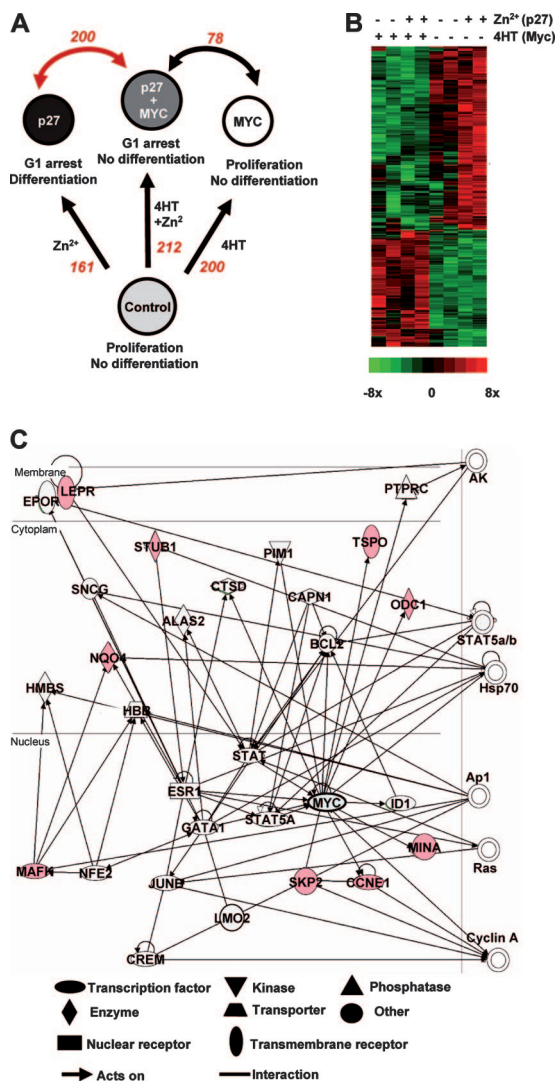 A
200
78
p27
p27
+
MYC
MYC
G1 arrest
Differentiation
G1 arrest
No differentiation
Proliferation
No differentiation
Zn2+
4HT
+Zn2
4HT
161
212
200
Control
Proliferation
No differentiation
B
- - + + - - + + Zn2+ (p27)
+ + + + - - - - 4HT (Myc)
-8x 0 8x
C
Membrane
EPOR
LEPR
PTPRC
AK
Cytoplam
STUB1
PIM1
TSPO
SNCG
CTSD
CAPN1
ODC1
ALAS2
BCL2
STAT5a/b
NQO1
Hsp70
HMBS
HBB
Nucleus
STAT
ESR1
MYC
ID1
Ap1
GATA1
STAT5A
MINA
Ras
MAFK
NFE2
JUNB
SKP2
CCNE1
LMO2
Cyclin A
CREM
Transcription factor
Kinase
Phosphatase
Enzyme
Transporter
Other
Nuclear receptor
Transmembrane receptor
Acts on
Interaction